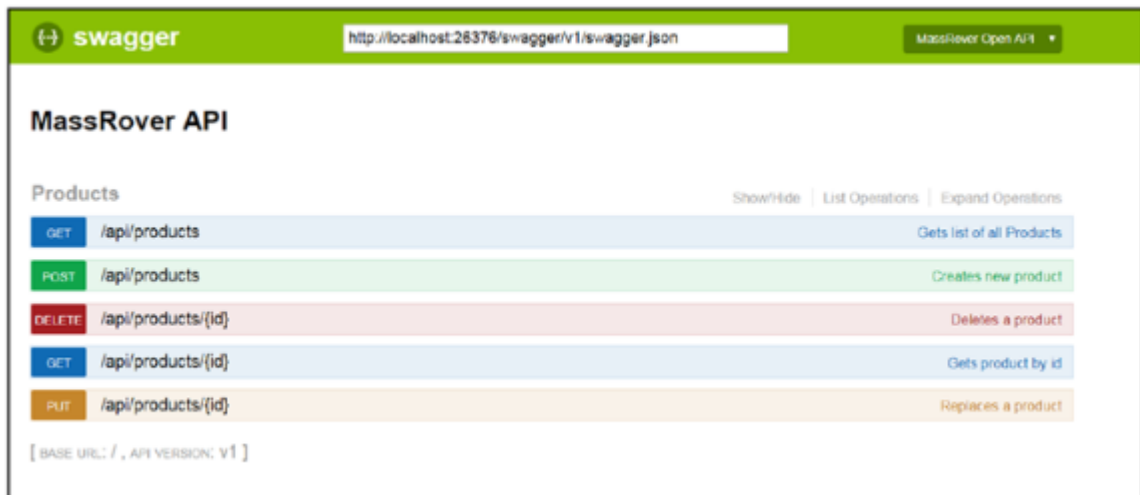 {···} swagger http://localhost:26376/swagger/v1/swagger.json MassRover Open API ▾
MassRover API
Products Show/Hide | List Operations | Expand Operations
GET /api/products Gets list of all Products
POST /api/products Creates new product
DELETE /api/products/{id} Deletes a product
GET /api/products/{id} Gets product by id
PUT /api/products/{id} Replaces a product
[ BASE URL: / , API VERSION: v1 ]